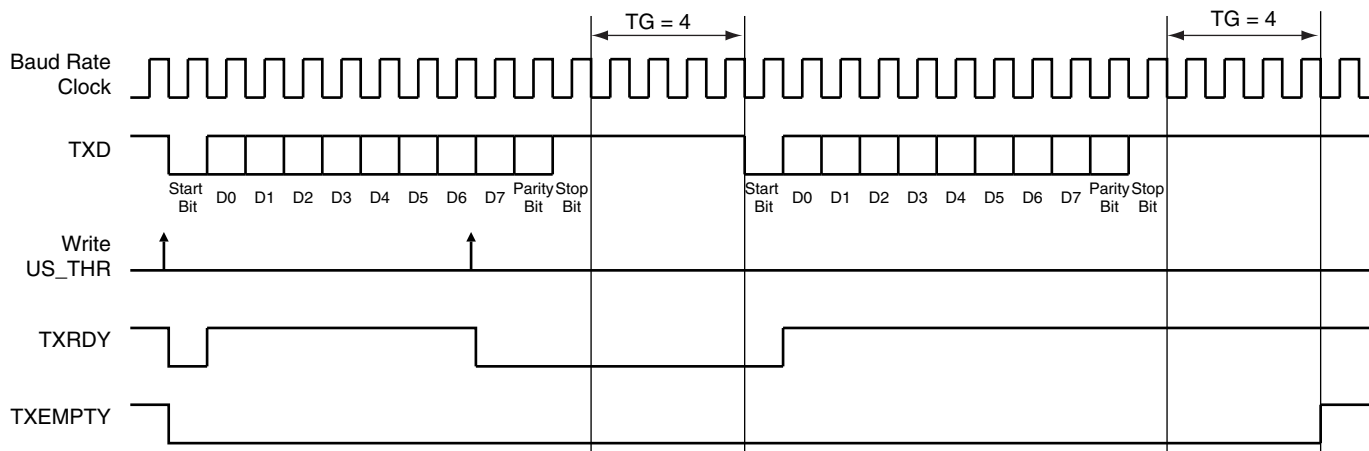 TG = 4
TG = 4
Baud Rate
Clock
TXD
Start
Bit
D0
D1
D2
D3
D4
D5
D6
D7
Parity
Bit
Stop
Bit
Start
Bit
D0
D1
D2
D3
D4
D5
D6
D7
Parity
Bit
Stop
Bit
Write
US_THR
TXRDY
TXEMPTY